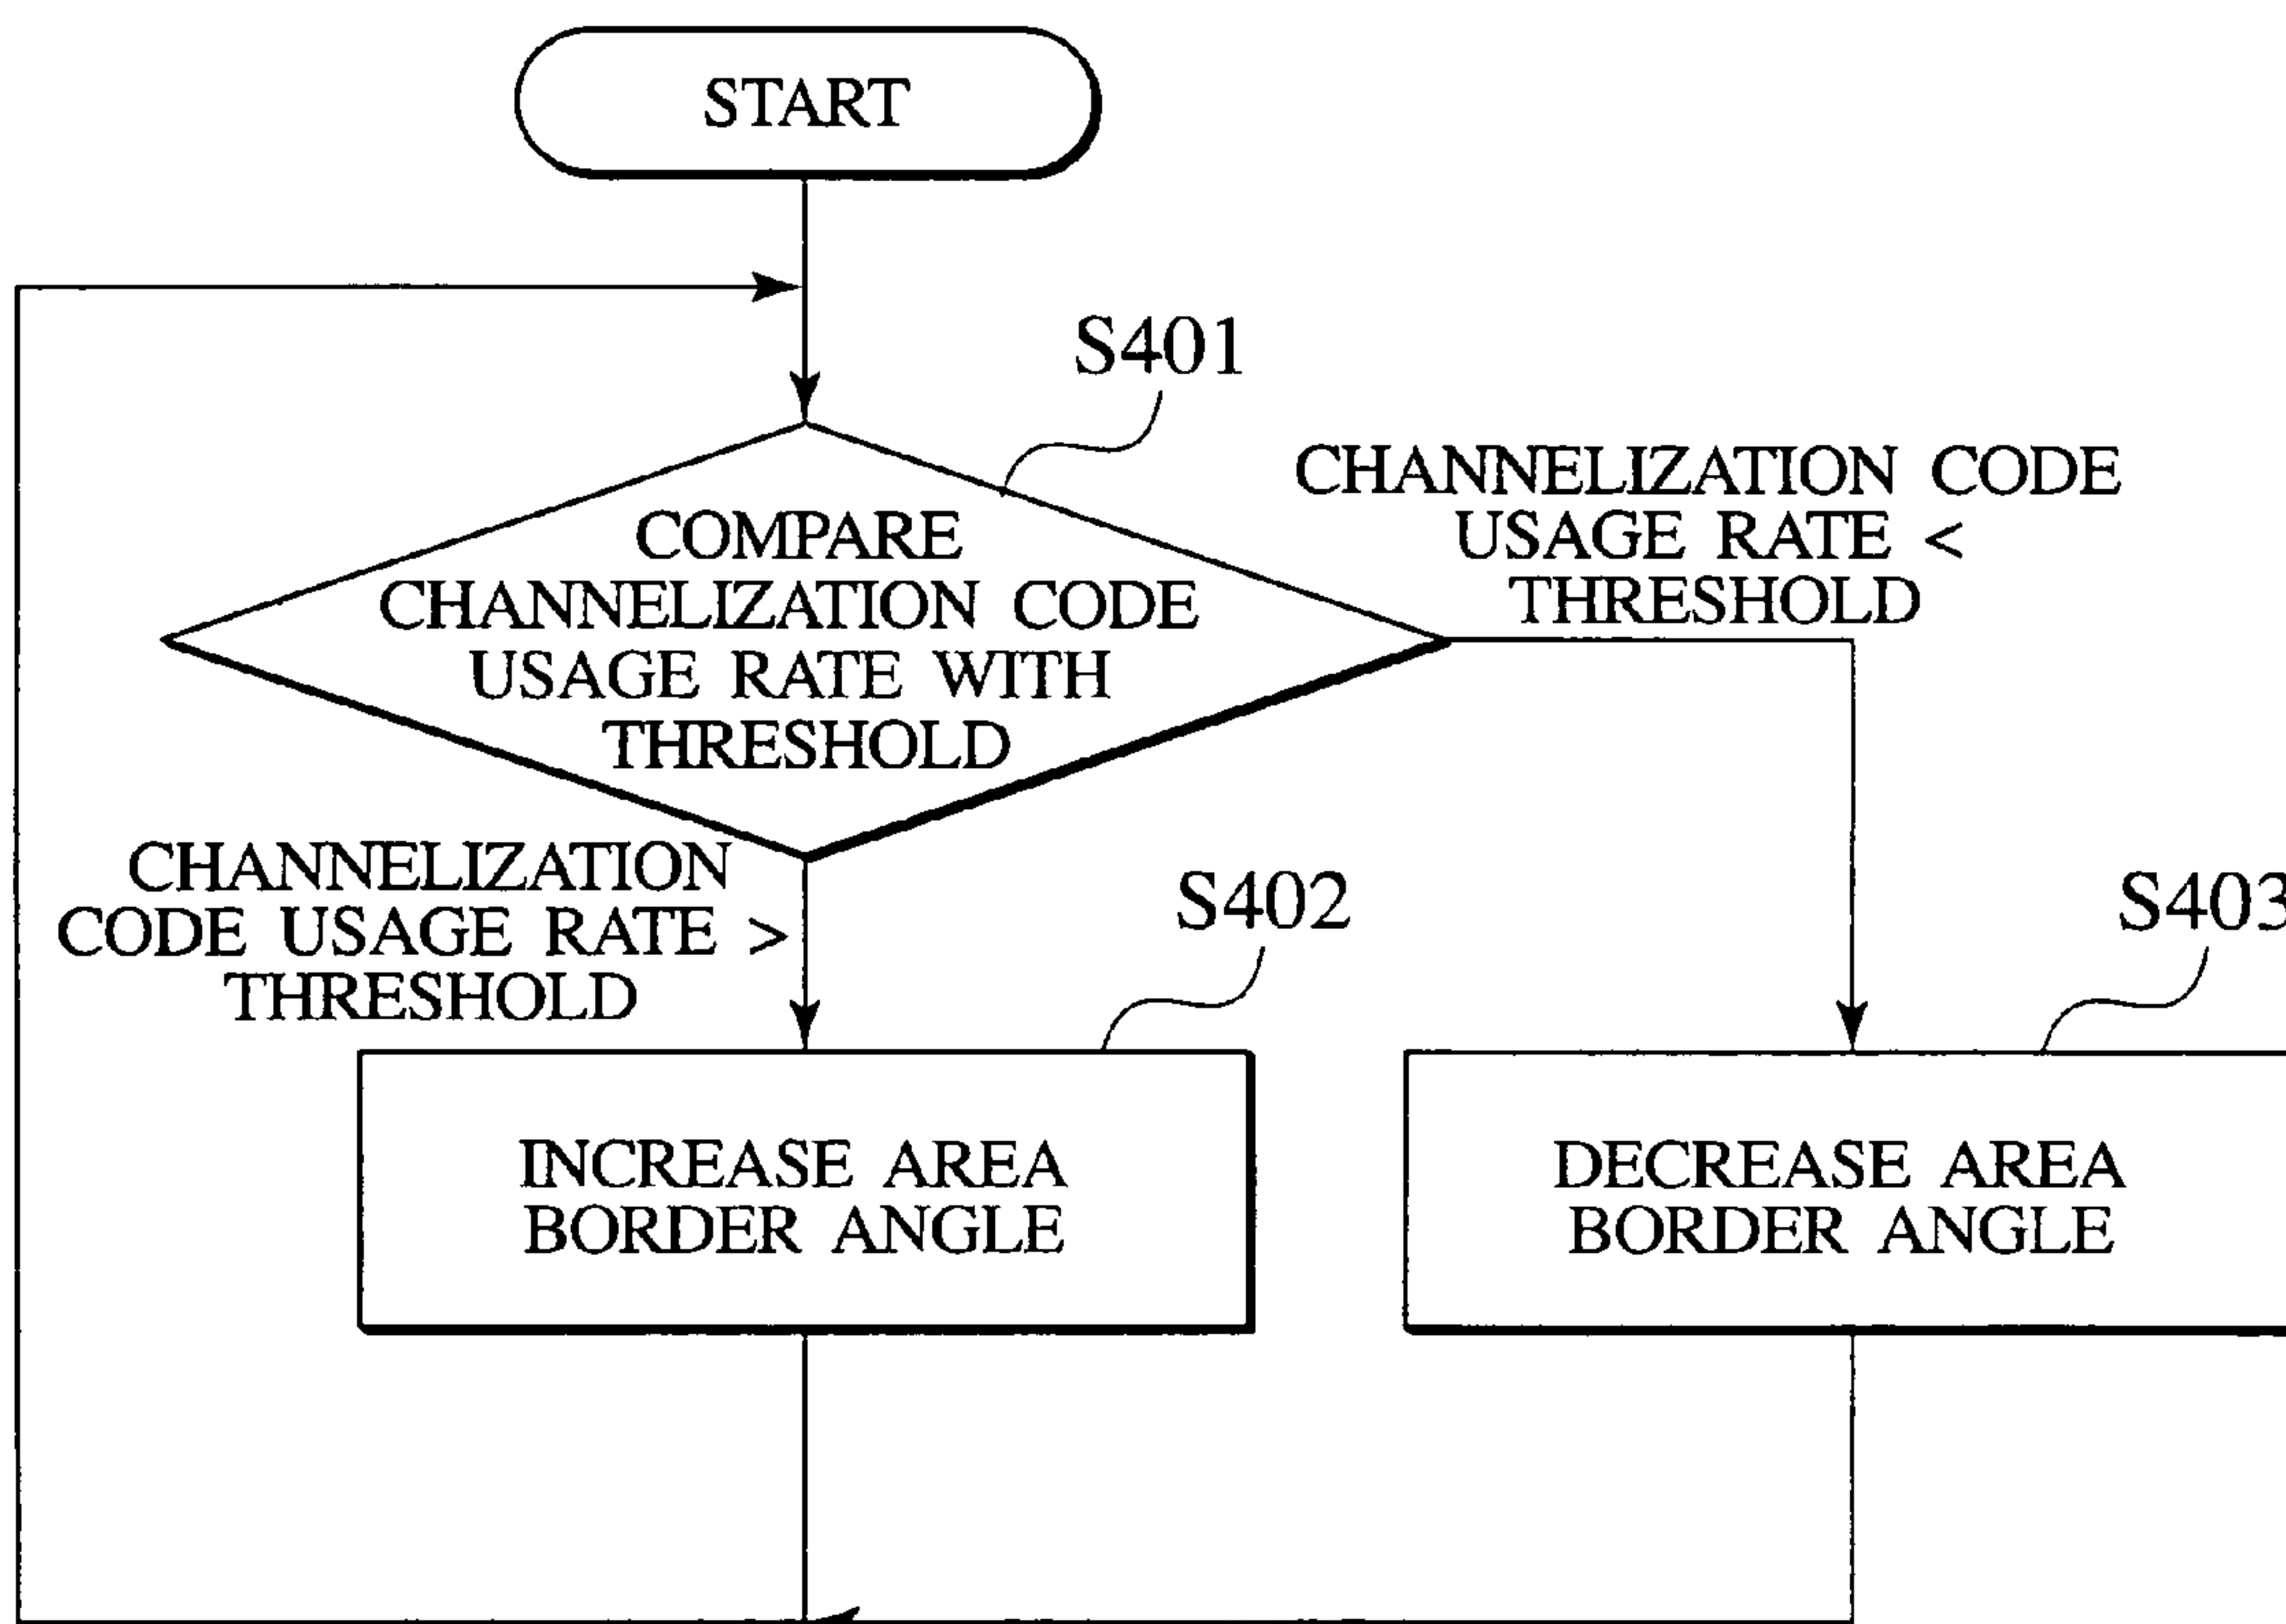 START
S401
COMPARE
CHANNELIZATION CODE
USAGE RATE WITH
THRESHOLD
CHANNELIZATION CODE
USAGE RATE <
THRESHOLD
CHANNELIZATION
CODE USAGE RATE >
THRESHOLD
S402
INCREASE AREA
BORDER ANGLE
S403
DECREASE AREA
BORDER ANGLE